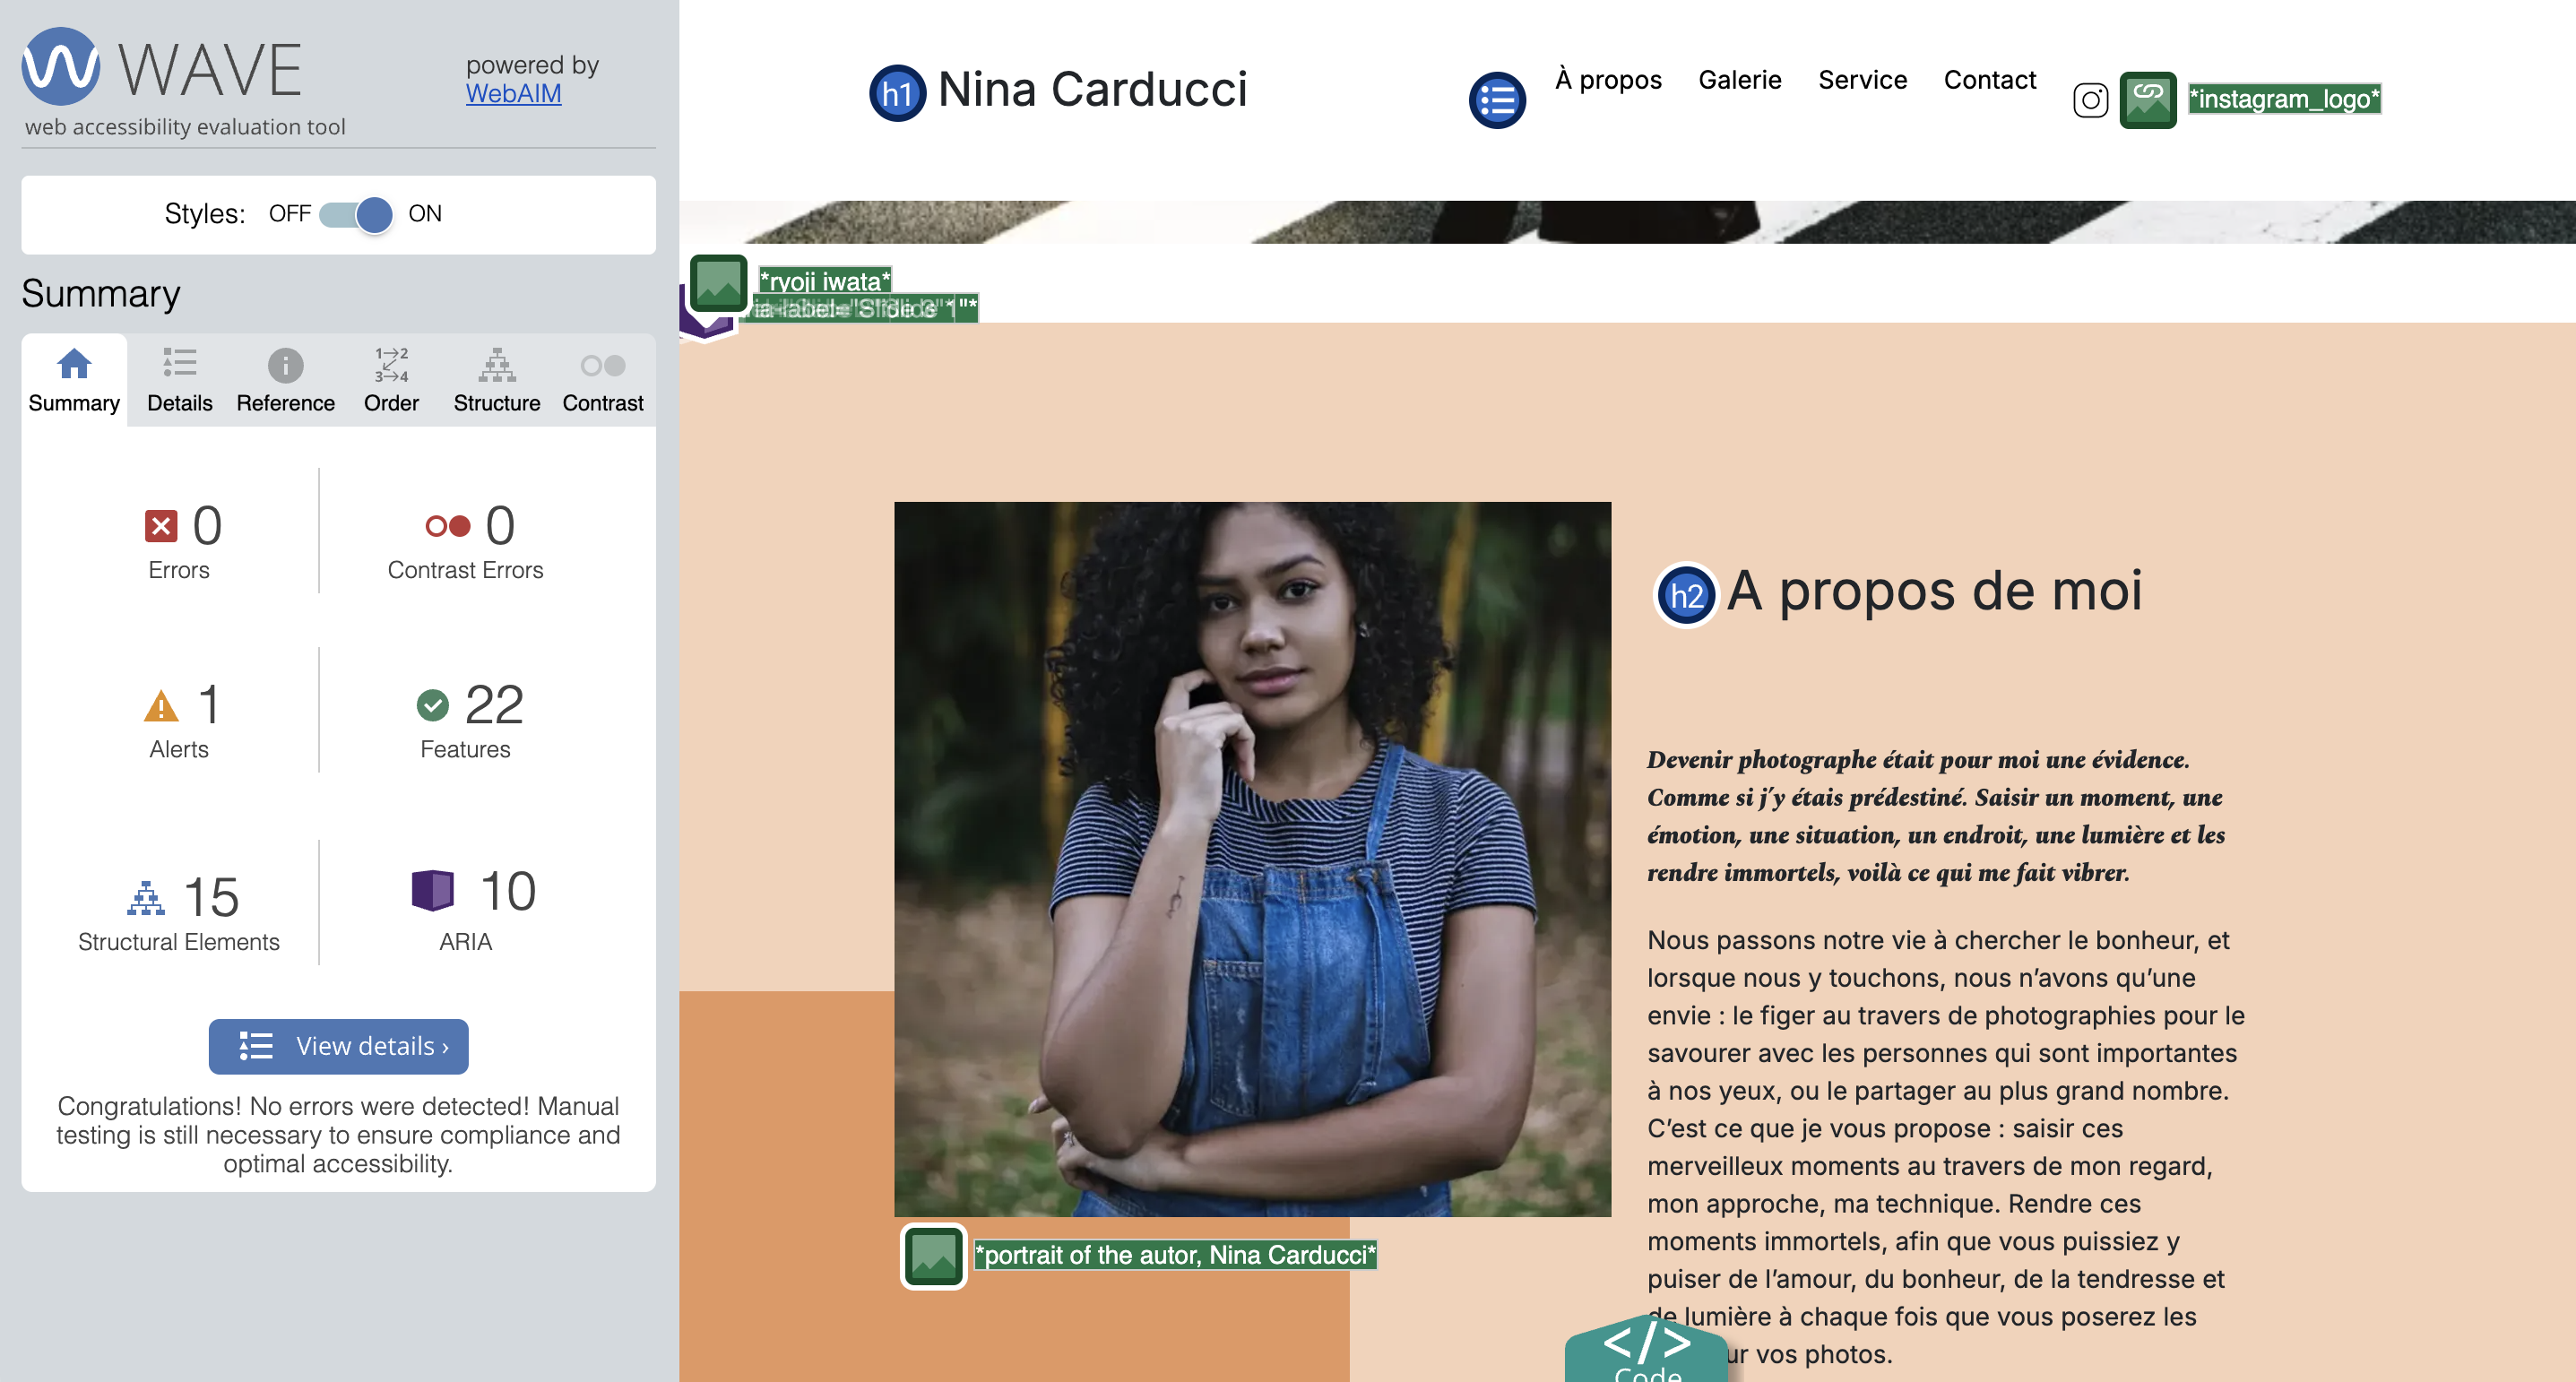 WAVE
powered by
WebAIM
web accessibility evaluation tool
Styles: OFF ON
Summary
Summary Details Reference Order Structure Contrast
1→2
3→4
0
Errors
0
Contrast Errors
1
Alerts
22
Features
15
Structural Elements
10
ARIA
View details ›
Congratulations! No errors were detected! Manual
testing is still necessary to ensure compliance and
optimal accessibility.
h1 Nina Carducci
À propos Galerie Service Contact
*instagram_logo*
*ryoji iwata*
h2 A propos de moi
Devenir photographe était pour moi une évidence.
Comme si j´y étais prédestiné. Saisir un moment, une
émotion, une situation, un endroit, une lumière et les
rendre immortels, voilà ce qui me fait vibrer.
Nous passons notre vie à chercher le bonheur, et
lorsque nous y touchons, nous n’avons qu’une
envie : le figer au travers de photographies pour le
savourer avec les personnes qui sont importantes
à nos yeux, ou le partager au plus grand nombre.
C’est ce que je vous propose : saisir ces
merveilleux moments au travers de mon regard,
mon approche, ma technique. Rendre ces
moments immortels, afin que vous puissiez y
puiser de l’amour, du bonheur, de la tendresse et
de lumière à chaque fois que vous poserez les
vos photos.
*portrait of the autor, Nina Carducci*
</>
Code